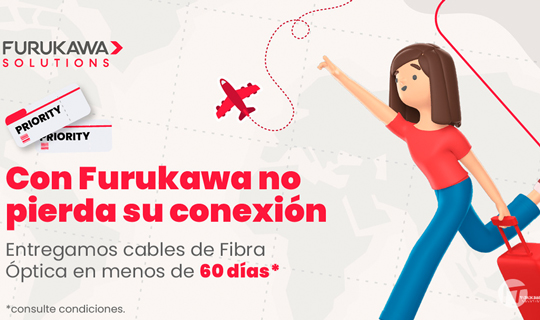 FURUKAWA
SOLUTIONS
PRIORITY
PRIORITY
Con Furukawa no
pierda su conexión
Entregamos cables de Fibra
Óptica en menos de 60 días*
*consulte condiciones.